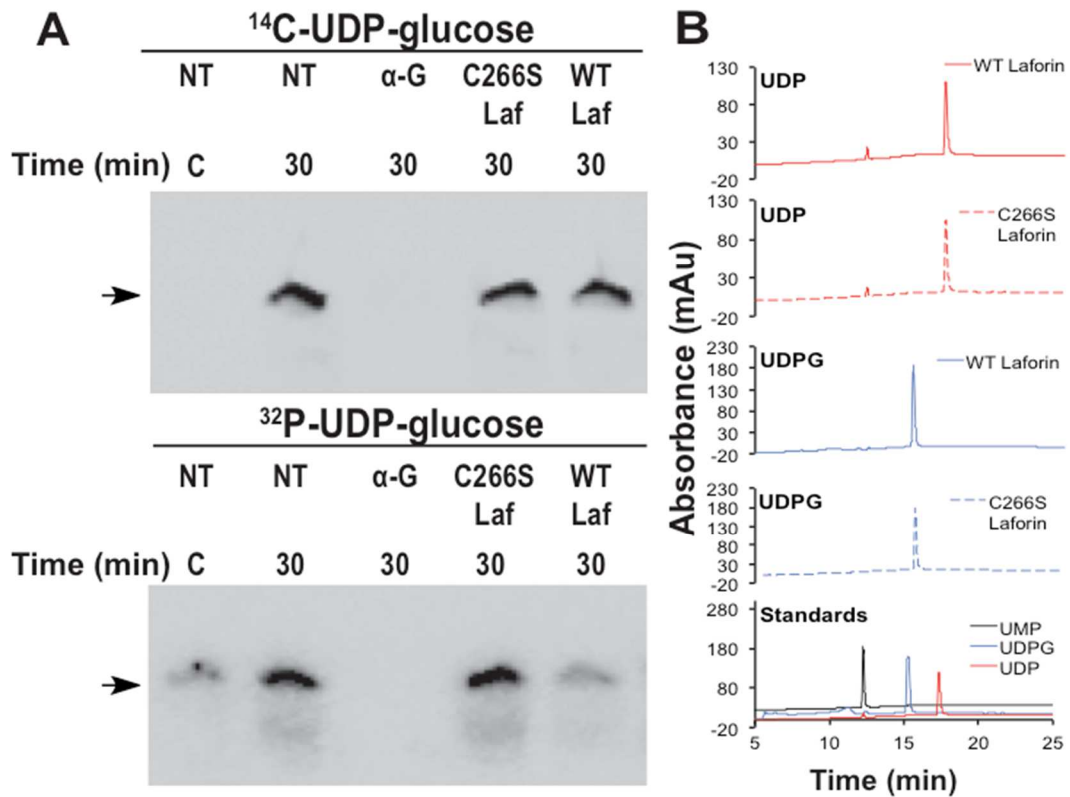 A
¹⁴C-UDP-glucose
NT NT α-G C266S WT
Laf Laf
Time (min) C 30 30 30 30
³²P-UDP-glucose
NT NT α-G C266S WT
Laf Laf
Time (min) C 30 30 30 30
B
Absorbance (mAu)
130
80
30
-20
UDP
WT Laforin
130
80
30
-20
UDP
C266S
Laforin
230
180
130
80
30
-20
UDPG
WT Laforin
230
180
130
80
30
-20
UDPG
C266S
Laforin
280
180
80
-20
Standards
UMP
UDPG
UDP
5 10 15 20 25
Time (min)